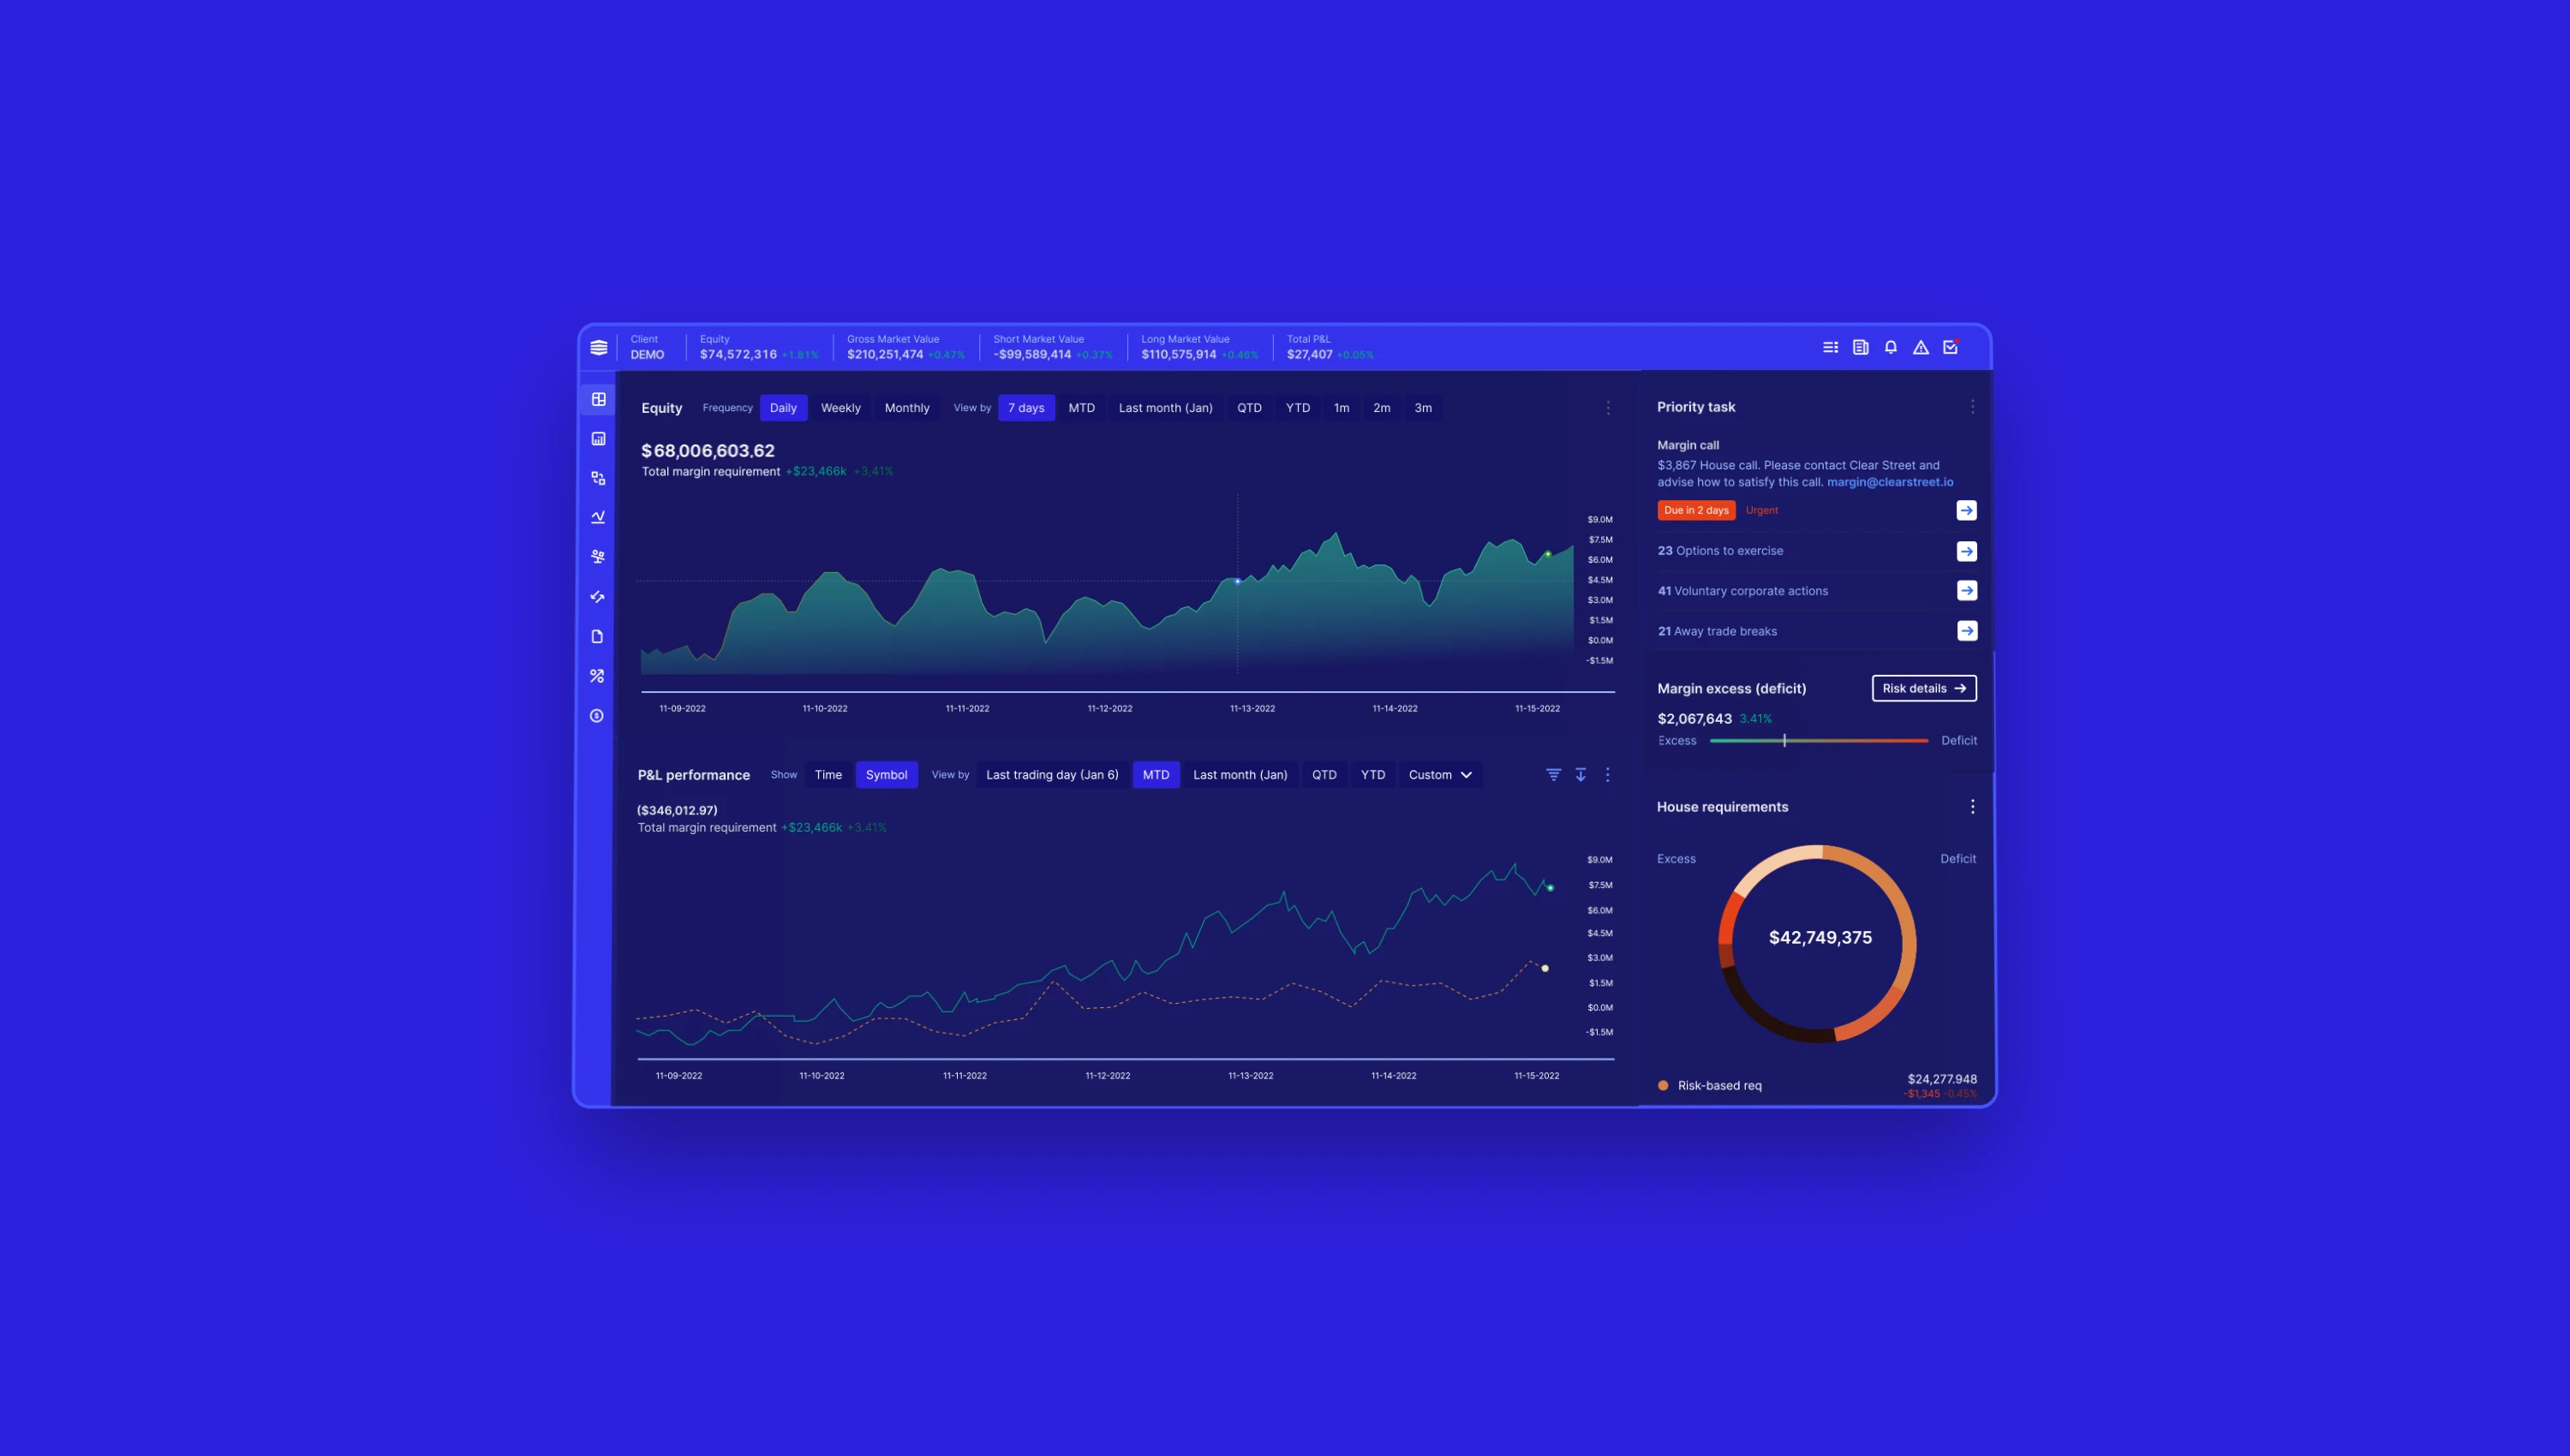 Client Equity Gross Market Value Short Market Value Long Market Value Total P&L
DEMO $74,572,316 +1.81% $210,251,474 +0.47% -$99,589,414 +0.37% $110,575,914 +0.46% $27,407 +0.05%
Equity Frequency Daily Weekly Monthly View by 7 days MTD Last month (Jan) QTD YTD 1m 2m 3m
$68,006,603.62
Total margin requirement +$23,466k +3,41%
$9.0M
$7.5M
$6.0M
$4.5M
$3.0M
$1.5M
$0.0M
-$1.5M
11-09-2022 11-10-2022 11-11-2022 11-12-2022 11-13-2022 11-14-2022 11-15-2022
P&L performance Show Time Symbol View by Last trading day (Jan 6) MTD Last month (Jan) QTD YTD Custom
($346,012.97)
Total margin requirement +$23,466k +3.41%
$9.0M
$7.5M
$6.0M
$4.5M
$3.0M
$1.5M
$0.0M
-$1.5M
11-09-2022 11-10-2022 11-11-2022 11-12-2022 11-13-2022 11-14-2022 11-15-2022
Priority task
Margin call
$3,867 House call. Please contact Clear Street and
advise how to satisfy this call. margin@clearstreet.io
Due in 2 days Urgent
23 Options to exercise
41 Voluntary corporate actions
21 Away trade breaks
Margin excess (deficit) Risk details
$2,067,643 3.41%
Excess Deficit
House requirements
Excess Deficit
$42,749,375
Risk-based req $24,277.948
-$1,345 -0.45%